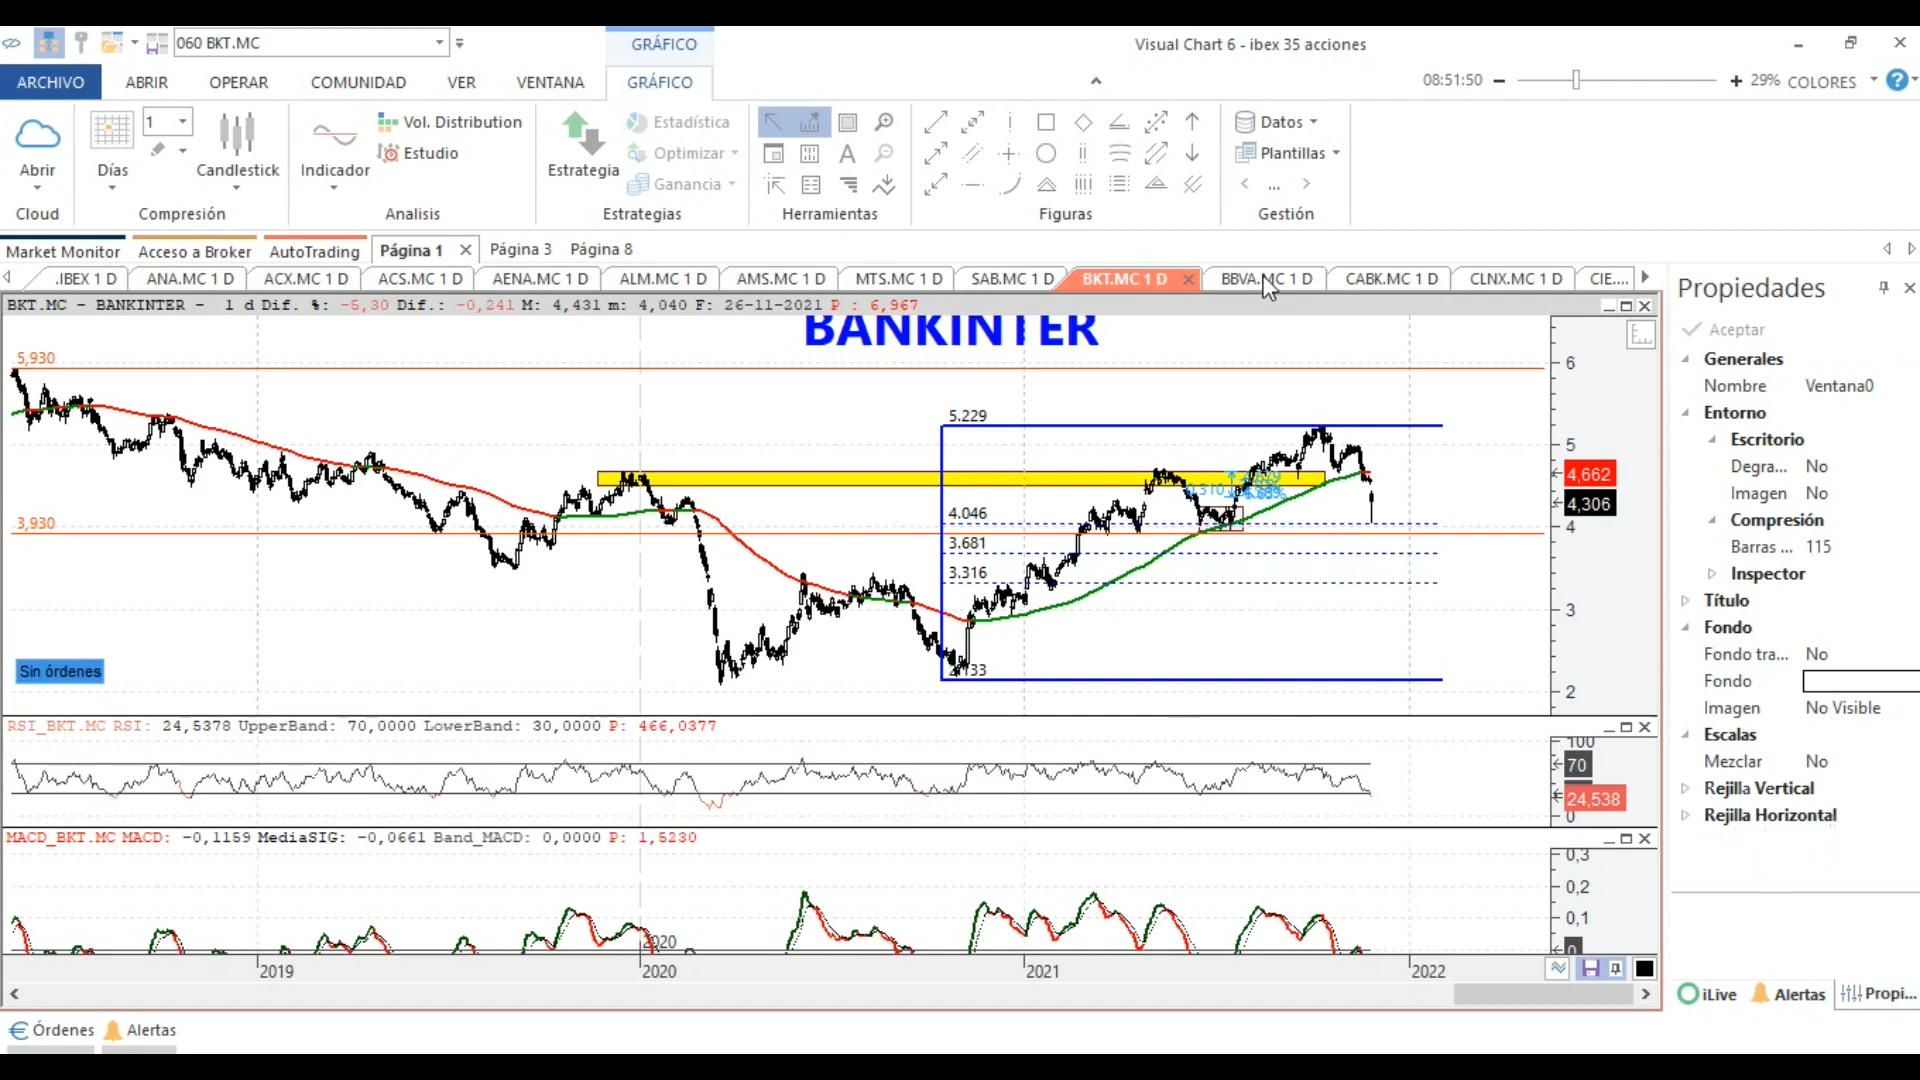 060 BKT.MC
GRÁFICO
Visual Chart 6 - ibex 35 acciones
ARCHIVO ABRIR OPERAR COMUNIDAD VER VENTANA GRÁFICO
08:51:50 29% COLORES ?
1
Vol. Distribution
Estudio
Estadística
Optimizar
Ganancia
Datos
Plantillas
...
Abrir Días Candlestick Indicador Estrategia
Cloud Compresión Analisis Estrategias Herramientas Figuras Gestión
Market Monitor Acceso a Broker AutoTrading Página 1 Página 3 Página 8
.IBEX 1 D ANA.MC 1 D ACX.MC 1 D ACS.MC 1 D AENA.MC 1 D ALM.MC 1 D AMS.MC 1 D MTS.MC 1 D SAB.MC 1 D BKT.MC 1 D BBVA.MC 1 D CABK.MC 1 D CLNX.MC 1 D CIE....
BKT.MC - BANKINTER - 1 d Dif. %: -5,30 Dif.: -0,241 M: 4,431 m: 4,040 F: 26-11-2021 P : 6,967
BANKINTER
5,930
5.229
3,930
4.046
3.681
3.316
6
5
4,662
4,306
4
3
2
Sin órdenes
RSI_BKT.MC RSI: 24,5378 UpperBand: 70,0000 LowerBand: 30,0000 P: 466,0377
100
70
24,538
0
MACD_BKT.MC MACD: -0,1159 MediaSIG: -0,0661 Band_MACD: 0,0000 P: 1,5230
0,3
0,2
0,1
0
2020
2019 2020 2021 2022
Órdenes Alertas
Propiedades
Aceptar
Generales
Nombre Ventana0
Entorno
Escritorio
Degra... No
Imagen No
Compresión
Barras ... 115
Inspector
Título
Fondo
Fondo tra... No
Fondo
Imagen No Visible
Escalas
Mezclar No
Rejilla Vertical
Rejilla Horizontal
iLive Alertas Propi...